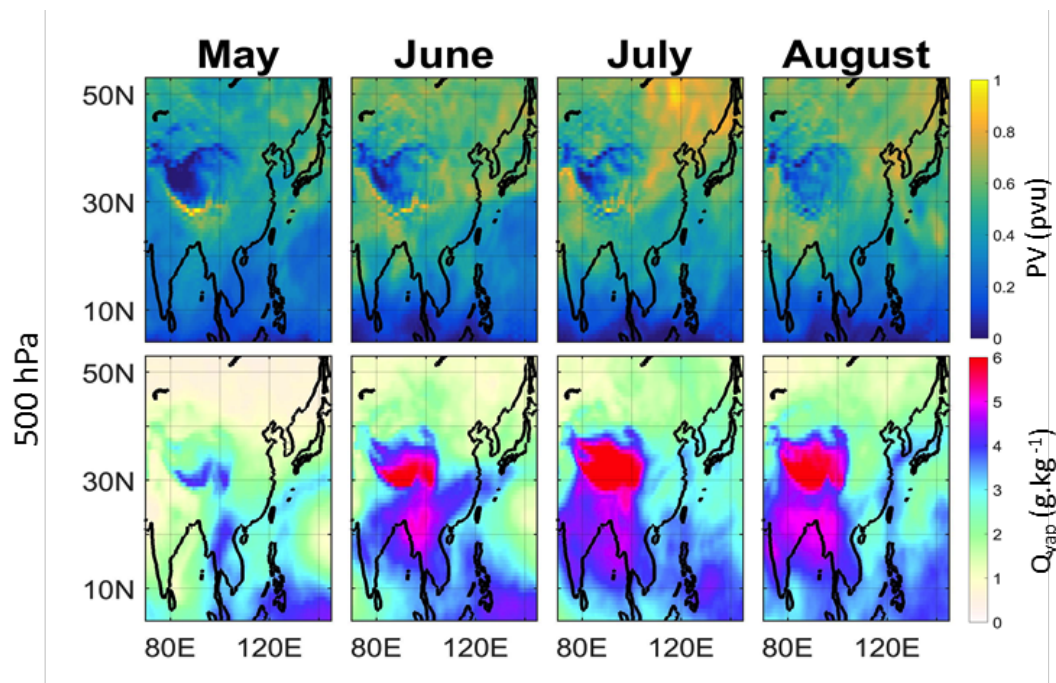 May June July August
50N
30N
10N
1
0.8
0.6
0.4
0.2
0
PV (pvu)
500 hPa
50N
30N
10N
6
5
4
3
2
1
0
Qvap (g.kg⁻¹)
80E 120E 80E 120E 80E 120E 80E 120E